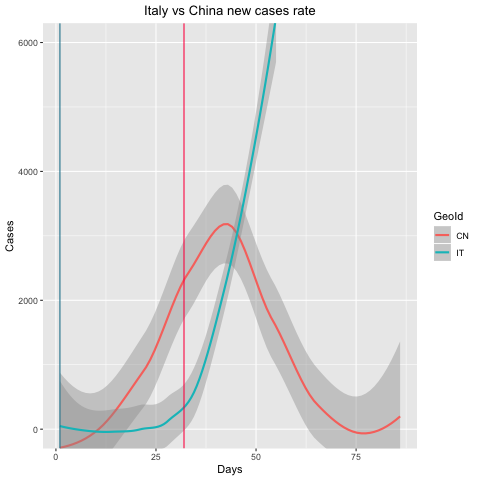 Italy vs China new cases rate
6000
4000
2000
0
Cases
0 25 50 75
Days
GeoId
CN
IT